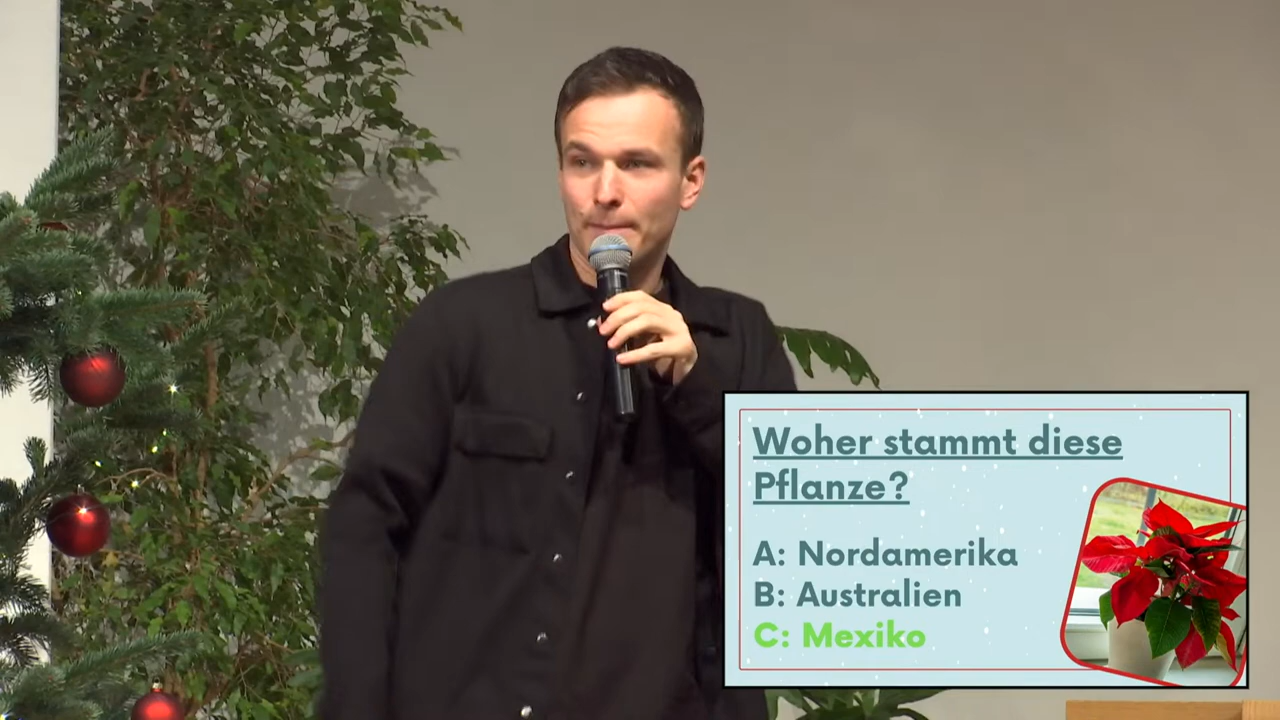 Woher stammt diese
Pflanze?
A: Nordamerika
B: Australien
C: Mexiko